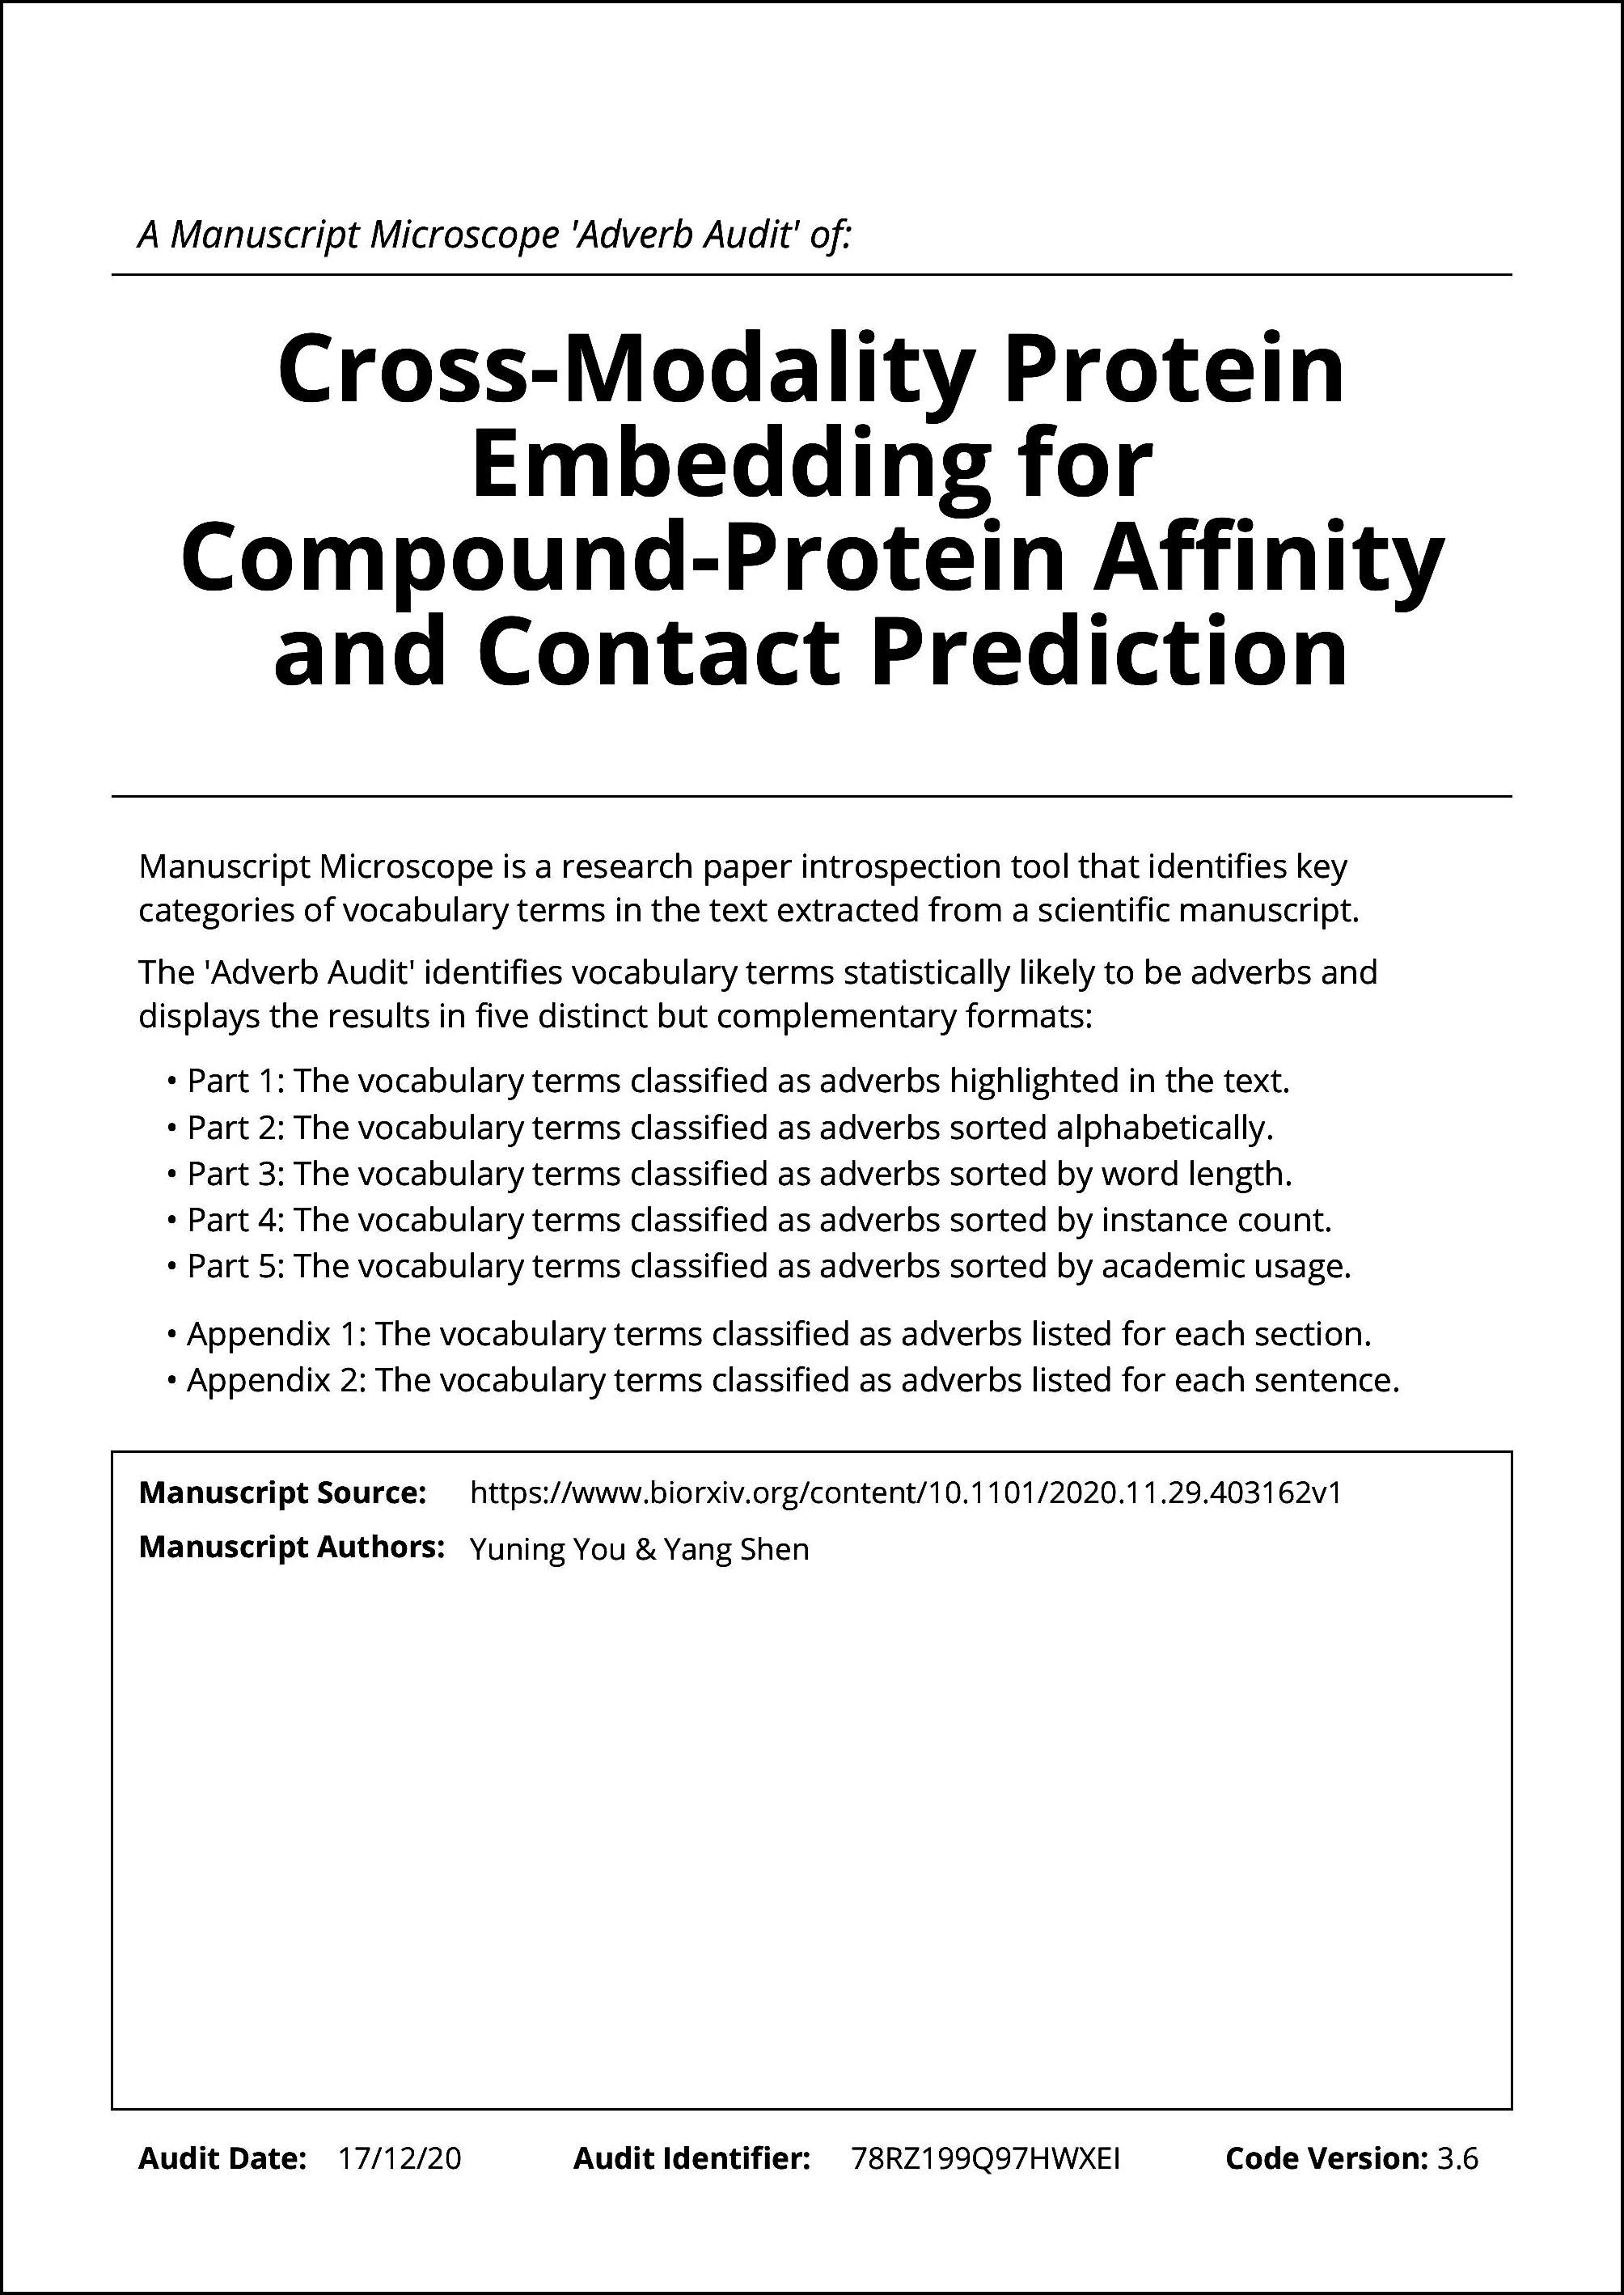 A Manuscript Microscope 'Adverb Audit' of:
Cross-Modality Protein
Embedding for
Compound-Protein Affinity
and Contact Prediction
Manuscript Microscope is a research paper introspection tool that identifies key
categories of vocabulary terms in the text extracted from a scientific manuscript.
The 'Adverb Audit' identifies vocabulary terms statistically likely to be adverbs and
displays the results in five distinct but complementary formats:
• Part 1: The vocabulary terms classified as adverbs highlighted in the text.
• Part 2: The vocabulary terms classified as adverbs sorted alphabetically.
• Part 3: The vocabulary terms classified as adverbs sorted by word length.
• Part 4: The vocabulary terms classified as adverbs sorted by instance count.
• Part 5: The vocabulary terms classified as adverbs sorted by academic usage.
• Appendix 1: The vocabulary terms classified as adverbs listed for each section.
• Appendix 2: The vocabulary terms classified as adverbs listed for each sentence.
Manuscript Source: https://www.biorxiv.org/content/10.1101/2020.11.29.403162v1
Manuscript Authors: Yuning You & Yang Shen
Audit Date: 17/12/20 Audit Identifier: 78RZ199Q97HWXEI Code Version: 3.6